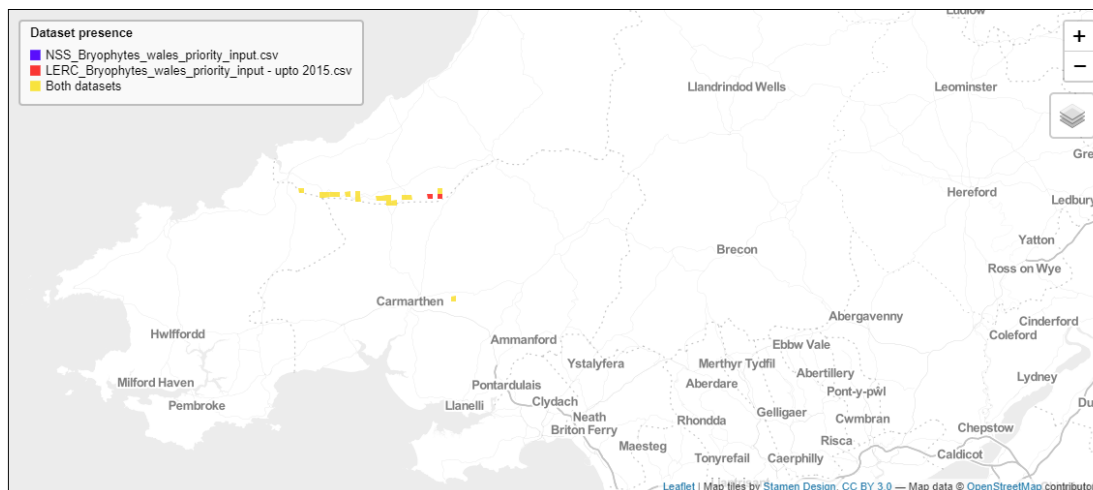 Dataset presence
NSS_Bryophytes_wales_priority_input.csv
LERC_Bryophytes_wales_priority_input - upto 2015.csv
Both datasets
Ludlow
+
−
Llandrindod Wells
Leominster
Gre
Hereford
Ledbury
Yatton
Brecon
Ross on Wye
Carmarthen
Abergavenny
Cinderford
Coleford
Hwlffordd
Ammanford
Ebbw Vale
Ystalyfera
Merthyr Tydfil
Abertillery
Lydney
Milford Haven
Pontardulais
Aberdare
Pont-y-pŵl
Pembroke
Llanelli
Clydach
Gelligaer
Du
Neath
Rhondda
Cwmbran
Briton Ferry
Chepstow
Maesteg
Risca
Tonyrefail
Caerphilly
Caldicot
Leaflet | Map tiles by Stamen Design, CC BY 3.0 — Map data © OpenStreetMap contributor